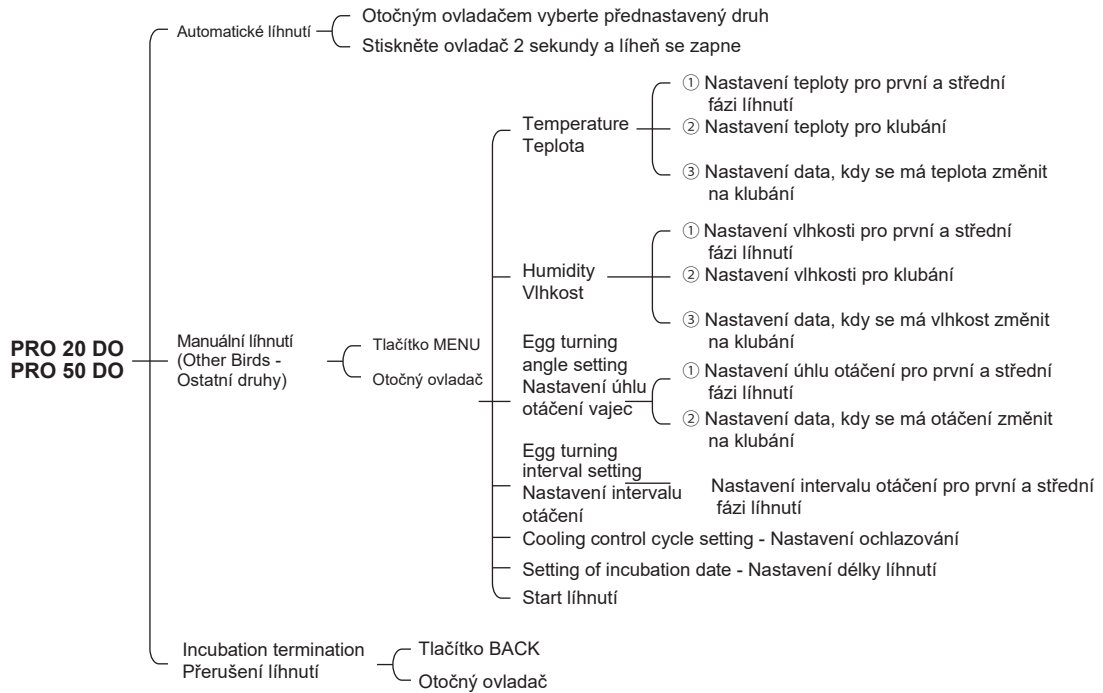 Automatické líhnutí
Otočným ovladačem vyberte přednastavený druh
Stiskněte ovladač 2 sekundy a líheň se zapne
PRO 20 DO
PRO 50 DO
Manuální líhnutí
(Other Birds -
Ostatní druhy)
Tlačítko MENU
Otočný ovladač
Temperature
Teplota
① Nastavení teploty pro první a střední
fázi líhnutí
② Nastavení teploty pro klubání
③ Nastavení data, kdy se má teplota změnit
na klubání
Humidity
Vlhkost
① Nastavení vlhkosti pro první a střední
fázi líhnutí
② Nastavení vlhkosti pro klubání
③ Nastavení data, kdy se má vlhkost změnit
na klubání
Egg turning
angle setting
Nastavení úhlu
otáčení vajec
① Nastavení úhlu otáčení pro první a střední
fázi líhnutí
② Nastavení data, kdy se má otáčení změnit
na klubání
Egg turning
interval setting
Nastavení intervalu
otáčení
Nastavení intervalu otáčení pro první a střední
fázi líhnutí
Cooling control cycle setting - Nastavení ochlazování
Setting of incubation date - Nastavení délky líhnutí
Start líhnutí
Incubation termination
Přerušení líhnutí
Tlačítko BACK
Otočný ovladač